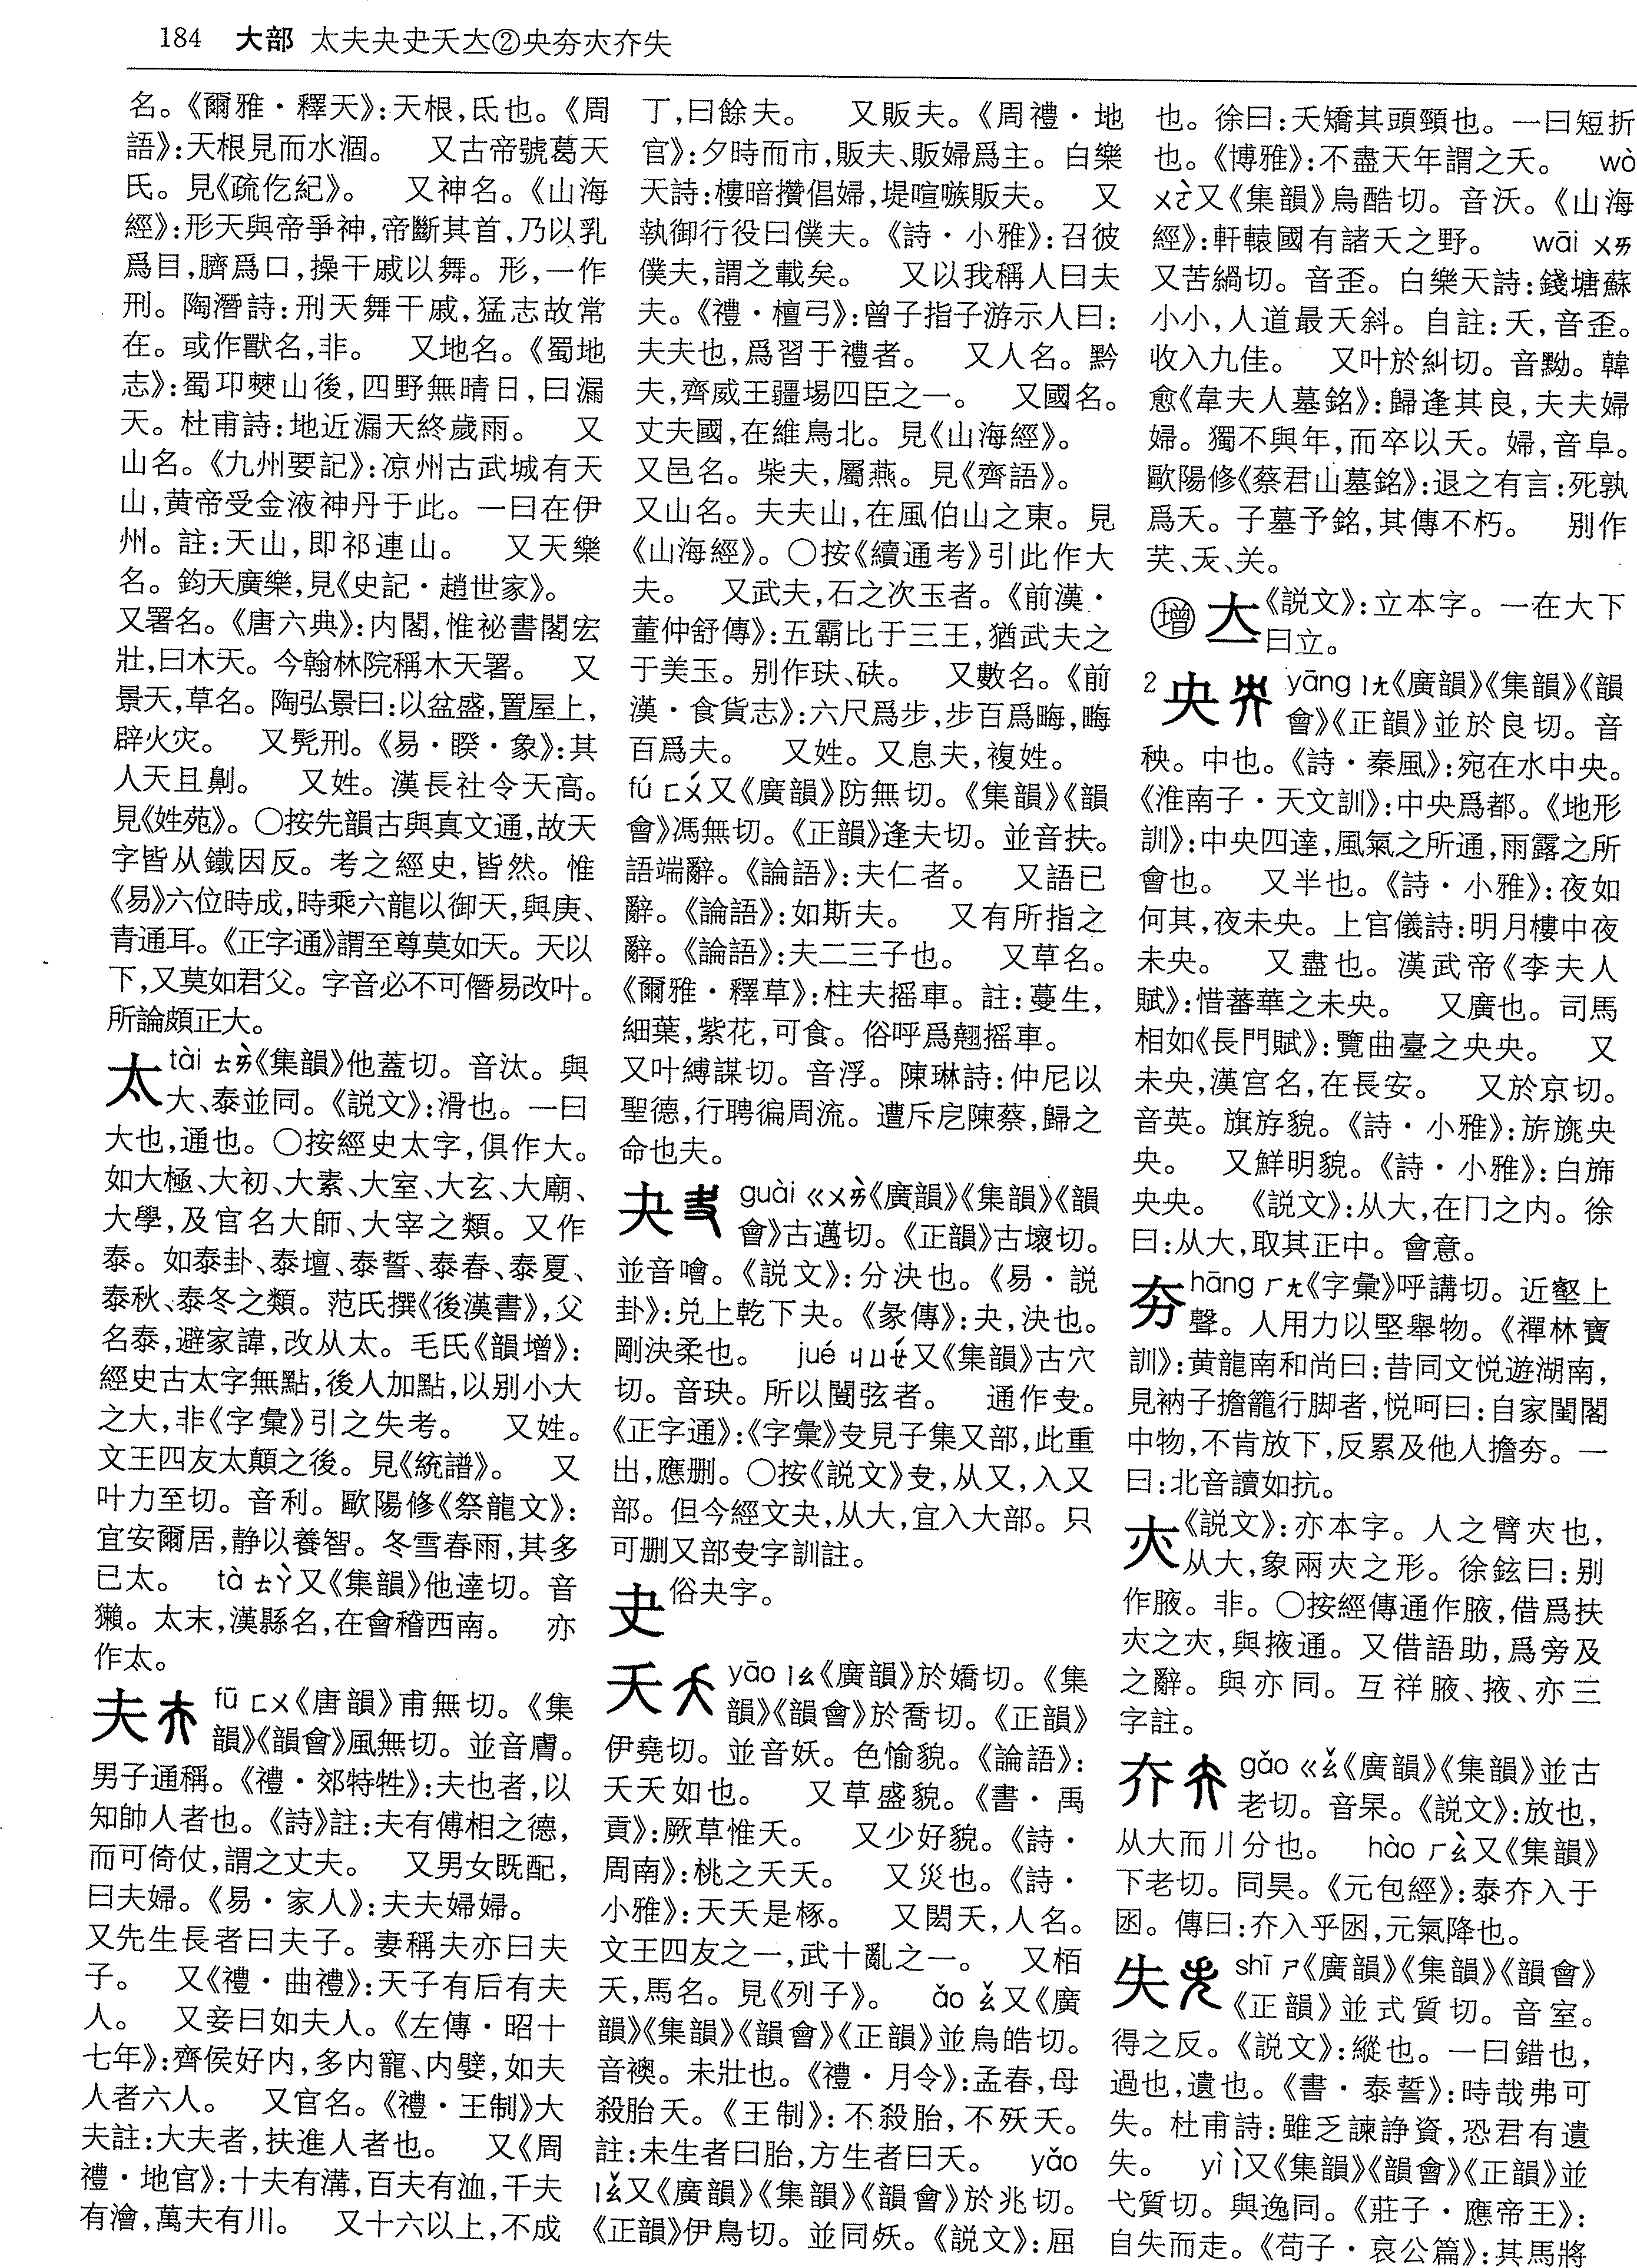 184 大部 太夫夬𡗒夭𡗓②央夯夾夰失
名。《爾雅・釋天》：天根，氐也。《周
語》：天根見而水涸。　又古帝號葛天
氏。見《疏仡紀》。　又神名。《山海
經》：形天與帝爭神，帝斷其首，乃以乳
爲目，臍爲口，操干戚以舞。形，一作
刑。陶潛詩：刑天舞干戚，猛志故常
在。或作獸名，非。　又地名。《蜀地
志》：蜀邛僰山後，四野無晴日，曰漏
天。杜甫詩：地近漏天終歲雨。　又
山名。《九州要記》：凉州古武城有天
山，黄帝受金液神丹于此。一曰在伊
州。註：天山，即祁連山。　又天樂
名。鈞天廣樂，見《史記・趙世家》。
又署名。《唐六典》：内閣，惟祕書閣宏
壯，曰木天。今翰林院稱木天署。　又
景天，草名。陶弘景曰：以盆盛，置屋上，
辟火灾。　又髠刑。《易・睽・象》：其
人天且劓。　又姓。漢長社令天高。
見《姓苑》。〇按先韻古與真文通，故天
字皆从鐵因反。考之經史，皆然。惟
《易》六位時成，時乘六龍以御天，與庚、
青通耳。《正字通》謂至尊莫如天。天以
下，又莫如君父。字音必不可僭易改叶。
所論頗正大。
太 tài ㄊㄞˋ《集韻》他蓋切。音汰。與
大、泰並同。《説文》：滑也。一曰
大也，通也。〇按經史太字，俱作大。
如大極、大初、大素、大室、大玄、大廟、
大學，及官名大師、大宰之類。又作
泰。如泰卦、泰壇、泰誓、泰春、泰夏、
泰秋、泰冬之類。范氏撰《後漢書》，父
名泰，避家諱，改从太。毛氏《韻增》：
經史古太字無點，後人加點，以别小大
之大，非《字彙》引之失考。　又姓。
文王四友太顛之後。見《統譜》。　又
叶力至切。音利。歐陽修《祭龍文》：
宜安爾居，静以養智。冬雪春雨，其多
已太。　tà ㄊㄚˋ又《集韻》他達切。音
獺。太末，漢縣名，在會稽西南。　亦
作太。
夫 fū ㄈㄨ《唐韻》甫無切。《集
韻》《韻會》風無切。並音膚。
男子通稱。《禮・郊特牲》：夫也者，以
知帥人者也。《詩》註：夫有傅相之德，
而可倚仗，謂之丈夫。　又男女既配，
曰夫婦。《易・家人》：夫夫婦婦。
又先生長者曰夫子。妻稱夫亦曰夫
子。　又《禮・曲禮》：天子有后有夫
人。　又妾曰如夫人。《左傳・昭十
七年》：齊侯好内，多内寵、内嬖，如夫
人者六人。　又官名。《禮・王制》大
夫註：大夫者，扶進人者也。　又《周
禮・地官》：十夫有溝，百夫有洫，千夫
有澮，萬夫有川。　又十六以上，不成
丁，曰餘夫。　又販夫。《周禮・地
官》：夕時而市，販夫、販婦爲主。白樂
天詩：樓暗攢倡婦，堤喧嗾販夫。　又
執御行役曰僕夫。《詩・小雅》：召彼
僕夫，謂之載矣。　又以我稱人曰夫
夫。《禮・檀弓》：曾子指子游示人曰：
夫夫也，爲習于禮者。　又人名。黔
夫，齊威王疆場四臣之一。　又國名。
丈夫國，在維鳥北。見《山海經》。
又邑名。柴夫，屬燕。見《齊語》。
又山名。夫夫山，在風伯山之東。見
《山海經》。〇按《續通考》引此作大
夫。　又武夫，石之次玉者。《前漢・
董仲舒傳》：五霸比于三王，猶武夫之
于美玉。别作玞、砆。　又數名。《前
漢・食貨志》：六尺爲步，步百爲畮，畮
百爲夫。　又姓。又息夫，複姓。
fú ㄈㄨˊ又《廣韻》防無切。《集韻》《韻
會》馮無切。《正韻》逢夫切。並音扶。
語端辭。《論語》：夫仁者。　又語已
辭。《論語》：如斯夫。　又有所指之
辭。《論語》：夫二三子也。　又草名。
《爾雅・釋草》：柱夫摇車。註：蔓生，
細葉，紫花，可食。俗呼爲翹摇車。
又叶縛謀切。音浮。陳琳詩：仲尼以
聖德，行聘徧周流。遭斥戹陳蔡，歸之
命也夫。
夬 guài ㄍㄨㄞˋ《廣韻》《集韻》《韻
會》古邁切。《正韻》古壞切。
並音噲。《説文》：分決也。《易・説
卦》：兑上乾下夬。《彖傳》：夬，決也。
剛決柔也。　jué ㄐㄩㄝˊ又《集韻》古穴
切。音玦。所以闓弦者。　通作叏。
《正字通》：《字彙》叏見子集又部，此重
出，應删。〇按《説文》叏，从又，入又
部。但今經文夬，从大，宜入大部。只
可删又部叏字訓註。
𡗒 俗夬字。
夭 yāo ㄧㄠ《廣韻》於嬌切。《集
韻》《韻會》於喬切。《正韻》
伊堯切。並音妖。色愉貌。《論語》：
夭夭如也。　又草盛貌。《書・禹
貢》：厥草惟夭。　又少好貌。《詩・
周南》：桃之夭夭。　又災也。《詩・
小雅》：天夭是椓。　又閎夭，人名。
文王四友之一，武十亂之一。　又栢
夭，馬名。見《列子》。　ǎo ㄠˇ又《廣
韻》《集韻》《韻會》《正韻》並烏皓切。
音襖。未壯也。《禮・月令》：孟春，毋
殺胎夭。《王制》：不殺胎，不殀夭。
註：未生者曰胎，方生者曰夭。　yǎo
ㄧㄠˇ又《廣韻》《集韻》《韻會》於兆切。
《正韻》伊鳥切。並同殀。《説文》：屈
也。徐曰：夭矯其頭頸也。一曰短折
也。《博雅》：不盡天年謂之夭。　wò
ㄨㄛˋ又《集韻》烏酷切。音沃。《山海
經》：軒轅國有諸夭之野。　wāi ㄨㄞ
又苦緺切。音歪。白樂天詩：錢塘蘇
小小，人道最夭斜。自註：夭，音歪。
收入九佳。　又叶於糾切。音黝。韓
愈《韋夫人墓銘》：歸逢其良，夫夫婦
婦。獨不與年，而卒以夭。婦，音阜。
歐陽修《蔡君山墓銘》：退之有言：死孰
爲夭。子墓予銘，其傳不朽。　别作
芺、𡗝、关。
增 𡗓《説文》：立本字。一在大下
曰立。
2 央 yāng ㄧㄤ《廣韻》《集韻》《韻
會》《正韻》並於良切。音
秧。中也。《詩・秦風》：宛在水中央。
《淮南子・天文訓》：中央爲都。《地形
訓》：中央四達，風氣之所通，雨露之所
會也。　又半也。《詩・小雅》：夜如
何其，夜未央。上官儀詩：明月樓中夜
未央。　又盡也。漢武帝《李夫人
賦》：惜蕃華之未央。　又廣也。司馬
相如《長門賦》：覽曲臺之央央。　又
未央，漢宫名，在長安。　又於京切。
音英。旗斿貌。《詩・小雅》：旂旐央
央。　又鮮明貌。《詩・小雅》：白斾
央央。　《説文》：从大，在冂之内。徐
曰：从大，取其正中。會意。
夯 hāng ㄏㄤ《字彙》呼講切。近壑上
聲。人用力以堅舉物。《禪林寶
訓》：黄龍南和尚曰：昔同文悦遊湖南，
見衲子擔籠行脚者，悦呵曰：自家閨閣
中物，不肯放下，反累及他人擔夯。一
曰：北音讀如抗。
夾《説文》：亦本字。人之臂夾也，
从大，象兩夾之形。徐鉉曰：别
作腋。非。〇按經傳通作腋，借爲扶
夾之夾，與掖通。又借語助，爲旁及
之辭。與亦同。互祥腋、掖、亦三
字註。
夰 gǎo ㄍㄠˇ《廣韻》《集韻》並古
老切。音杲。《説文》：放也，
从大而八分也。　hào ㄏㄠˋ又《集韻》
下老切。同昊。《元包經》：泰夰入于
囦。傳曰：夰入乎囦，元氣降也。
失 shī ㄕ《廣韻》《集韻》《韻會》
《正韻》並式質切。音室。
得之反。《説文》：縱也。一曰錯也，
過也，遺也。《書・泰誓》：時哉弗可
失。杜甫詩：雖乏諫諍資，恐君有遺
失。　yì ㄧˋ又《集韻》《韻會》《正韻》並
弋質切。與逸同。《莊子・應帝王》：
自失而走。《荀子・哀公篇》：其馬將